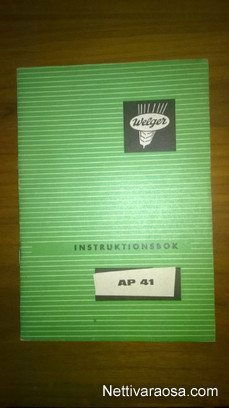 Welger
INSTRUKTIONSBOK
AP 41
Nettivaraosa.com